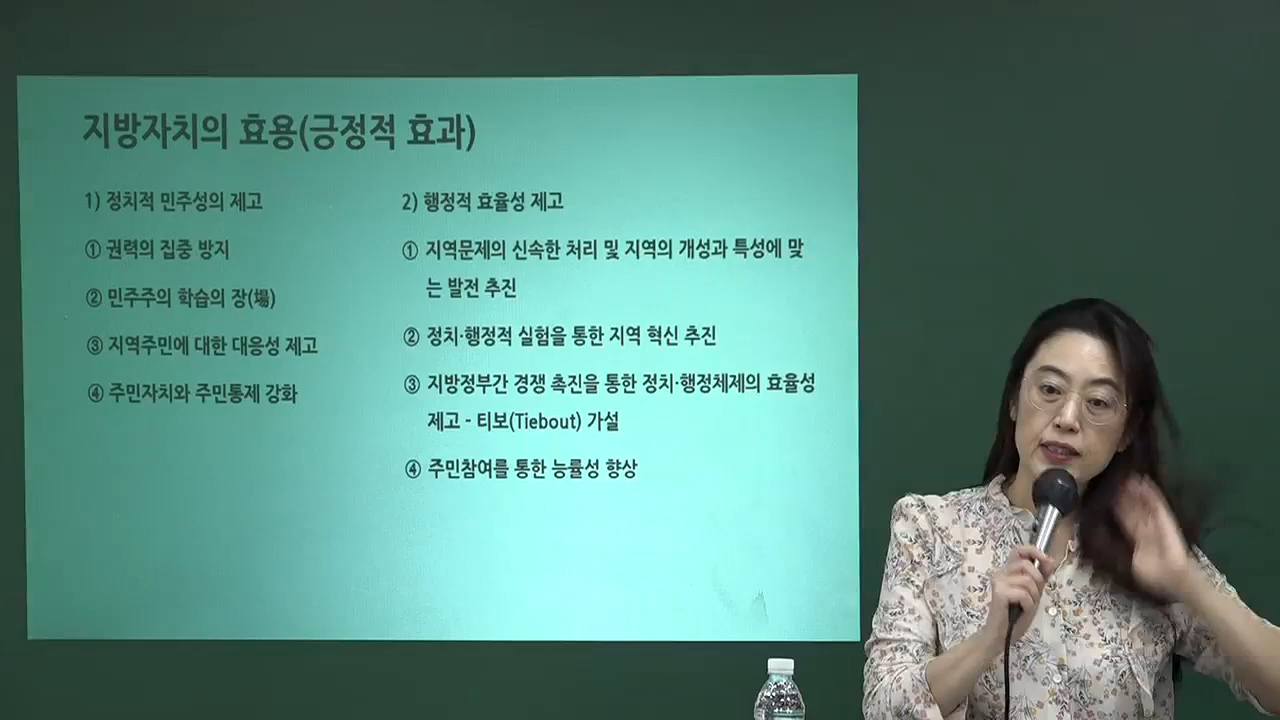 지방자치의 효용(긍정적 효과)
1) 정치적 민주성의 제고
① 권력의 집중 방지
② 민주주의 학습의 장(場)
③ 지역주민에 대한 대응성 제고
④ 주민자치와 주민통제 강화
2) 행정적 효율성 제고
① 지역문제의 신속한 처리 및 지역의 개성과 특성에 맞
는 발전 추진
② 정치·행정적 실험을 통한 지역 혁신 추진
③ 지방정부간 경쟁 촉진을 통한 정치·행정체제의 효율성
제고 - 티보(Tiebout) 가설
④ 주민참여를 통한 능률성 향상